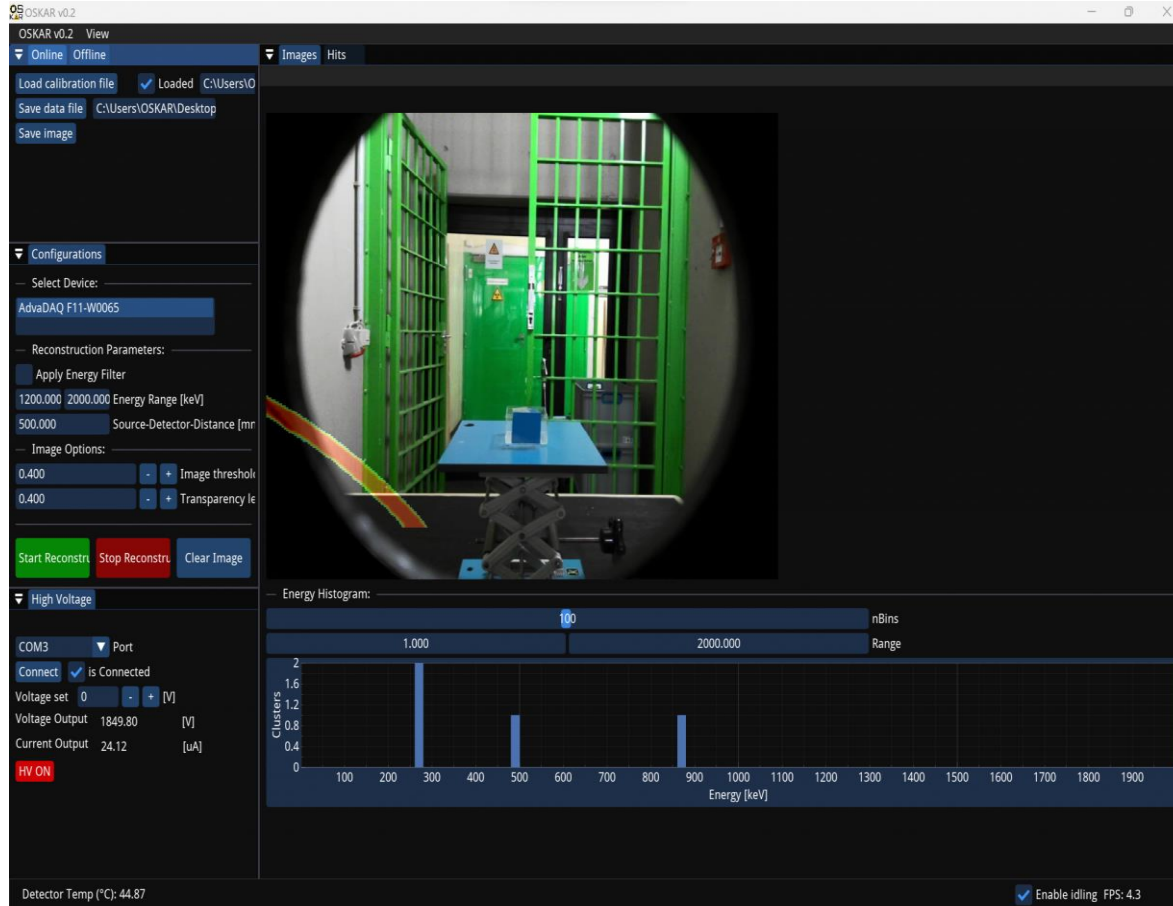 OSKAR OSKAR v0.2
OSKAR v0.2 View
Online Offline
Load calibration file Loaded C:\Users\O
Save data file C:\Users\OSKAR\Desktop
Save image
Images Hits
Configurations
Select Device:
AdvaDAQ F11-W0065
Reconstruction Parameters:
Apply Energy Filter
1200.000 2000.000 Energy Range [keV]
500.000 Source-Detector-Distance [mm
Image Options:
0.400 - + Image threshold
0.400 - + Transparency le
Start Reconstru Stop Reconstru Clear Image
High Voltage
COM3 Port
Connect is Connected
Voltage set 0 - + [V]
Voltage Output 1849.80 [V]
Current Output 24.12 [uA]
HV ON
Energy Histogram:
100 nBins
1.000 2000.000 Range
Clusters
2
1.6
1.2
0.8
0.4
0
100 200 300 400 500 600 700 800 900 1000 1100 1200 1300 1400 1500 1600 1700 1800 1900
Energy [keV]
Detector Temp (°C): 44.87
Enable idling FPS: 4.3